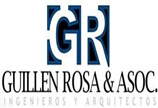 GR
GUILLEN ROSA & ASOC.
INGENIEROS Y ARQUITECTOS